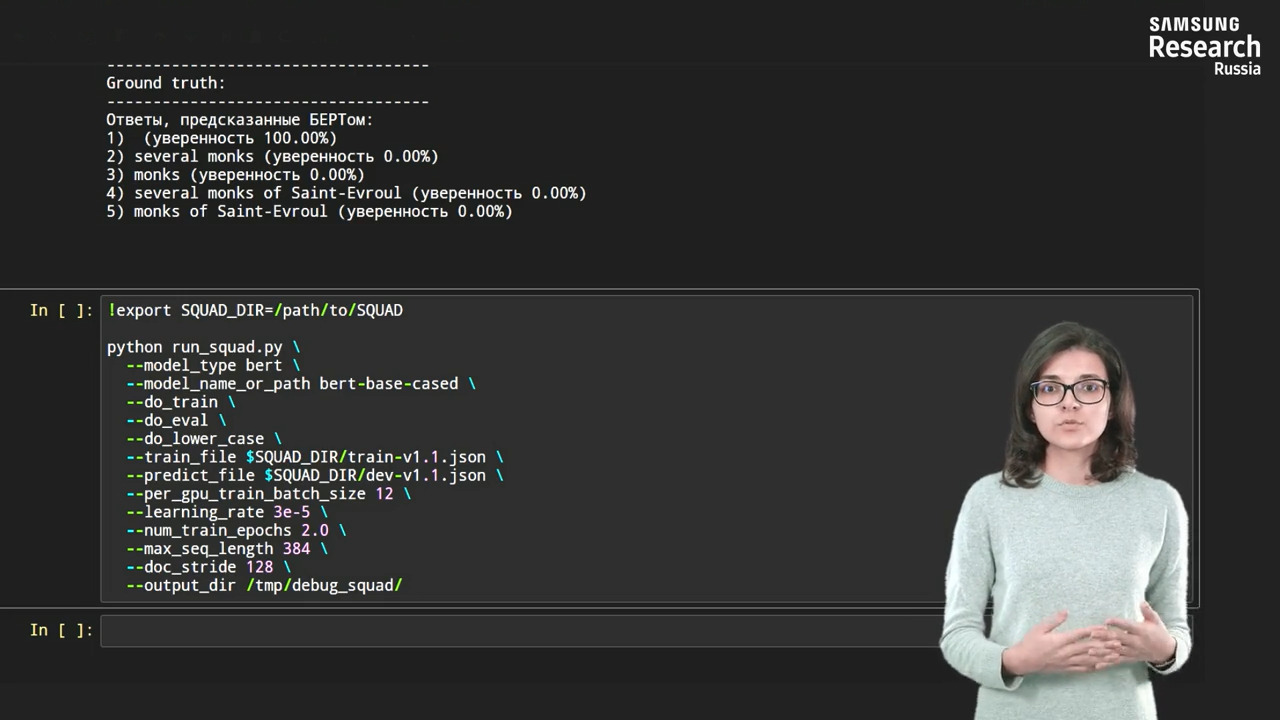 SAMSUNG
Research
Russia
----------------------------------
Ground truth:
----------------------------------
Ответы, предсказанные БЕРТом:
1)  (уверенность 100.00%)
2) several monks (уверенность 0.00%)
3) monks (уверенность 0.00%)
4) several monks of Saint-Evroul (уверенность 0.00%)
5) monks of Saint-Evroul (уверенность 0.00%)
In [ ]: !export SQUAD_DIR=/path/to/SQUAD
python run_squad.py \
--model_type bert \
--model_name_or_path bert-base-cased \
--do_train \
--do_eval \
--do_lower_case \
--train_file $SQUAD_DIR/train-v1.1.json \
--predict_file $SQUAD_DIR/dev-v1.1.json \
--per_gpu_train_batch_size 12 \
--learning_rate 3e-5 \
--num_train_epochs 2.0 \
--max_seq_length 384 \
--doc_stride 128 \
--output_dir /tmp/debug_squad/
In [ ]: